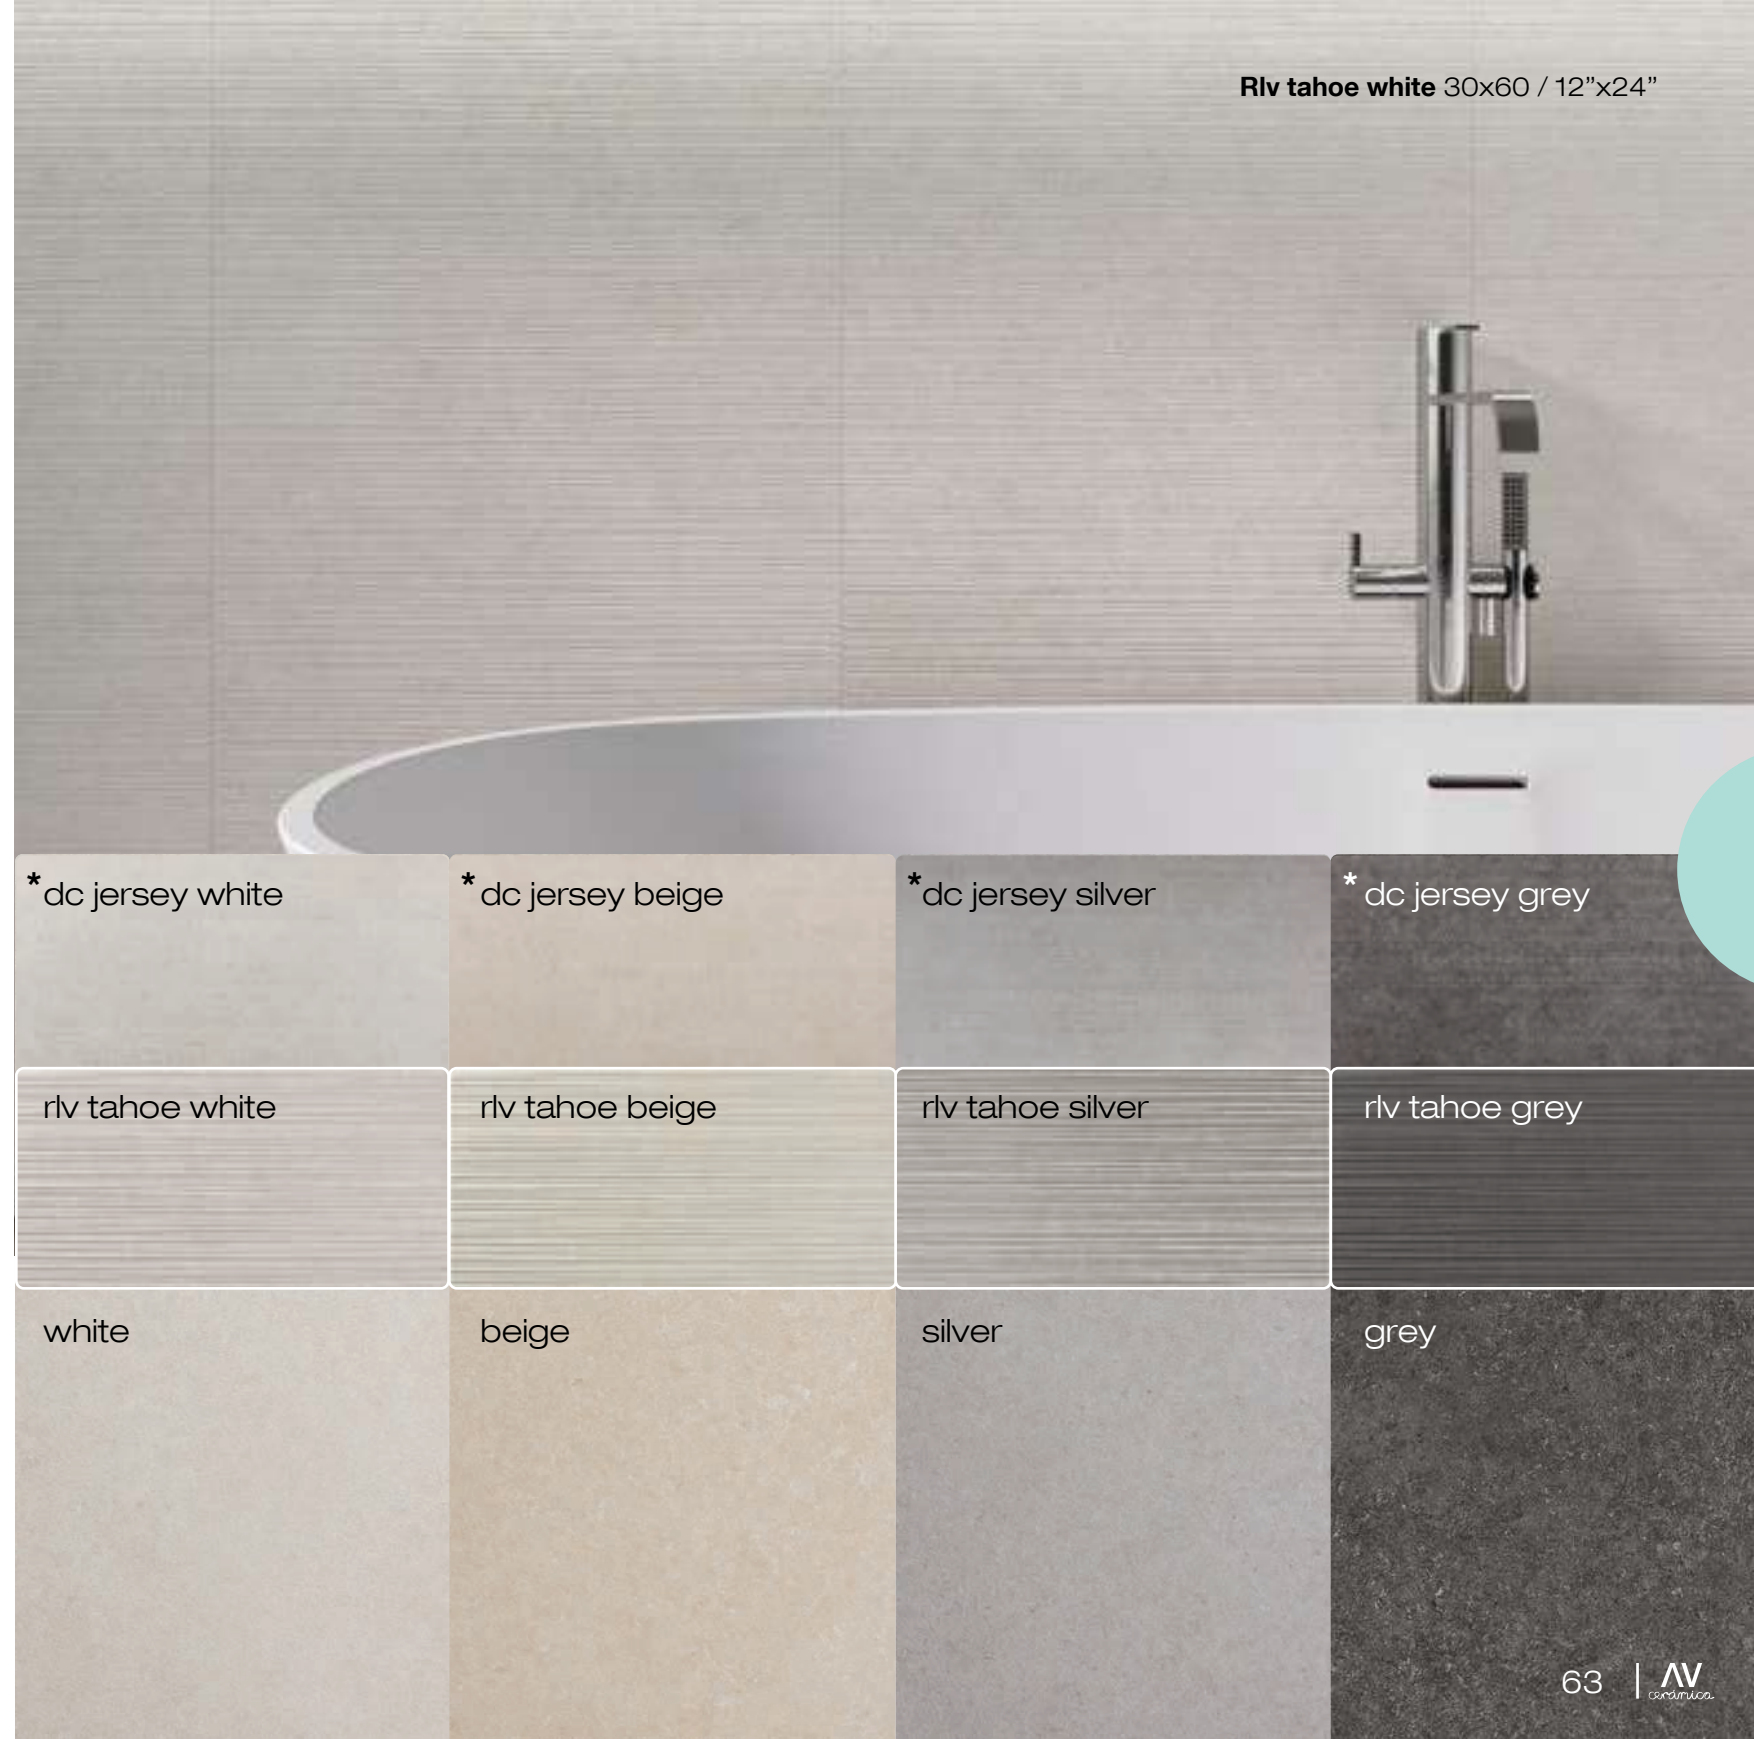 Rlv tahoe white 30x60 / 12”x24”
*dc jersey white
*dc jersey beige
*dc jersey silver
*dc jersey grey
rlv tahoe white
rlv tahoe beige
rlv tahoe silver
rlv tahoe grey
white
beige
silver
grey
63
AV
cerámica